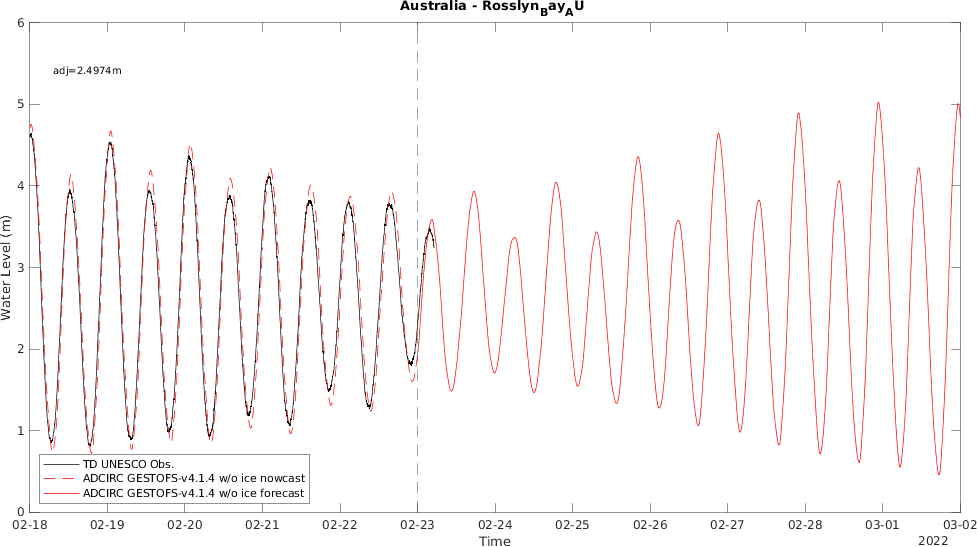 Australia - Rosslyn_Bay_AU
6
adj=2.4974m
5
4
3
2
1
0
Water Level (m)
TD UNESCO Obs.
ADCIRC GESTOFS-v4.1.4 w/o ice nowcast
ADCIRC GESTOFS-v4.1.4 w/o ice forecast
02-18 02-19 02-20 02-21 02-22 02-23 02-24 02-25 02-26 02-27 02-28 03-01 03-02
Time
2022